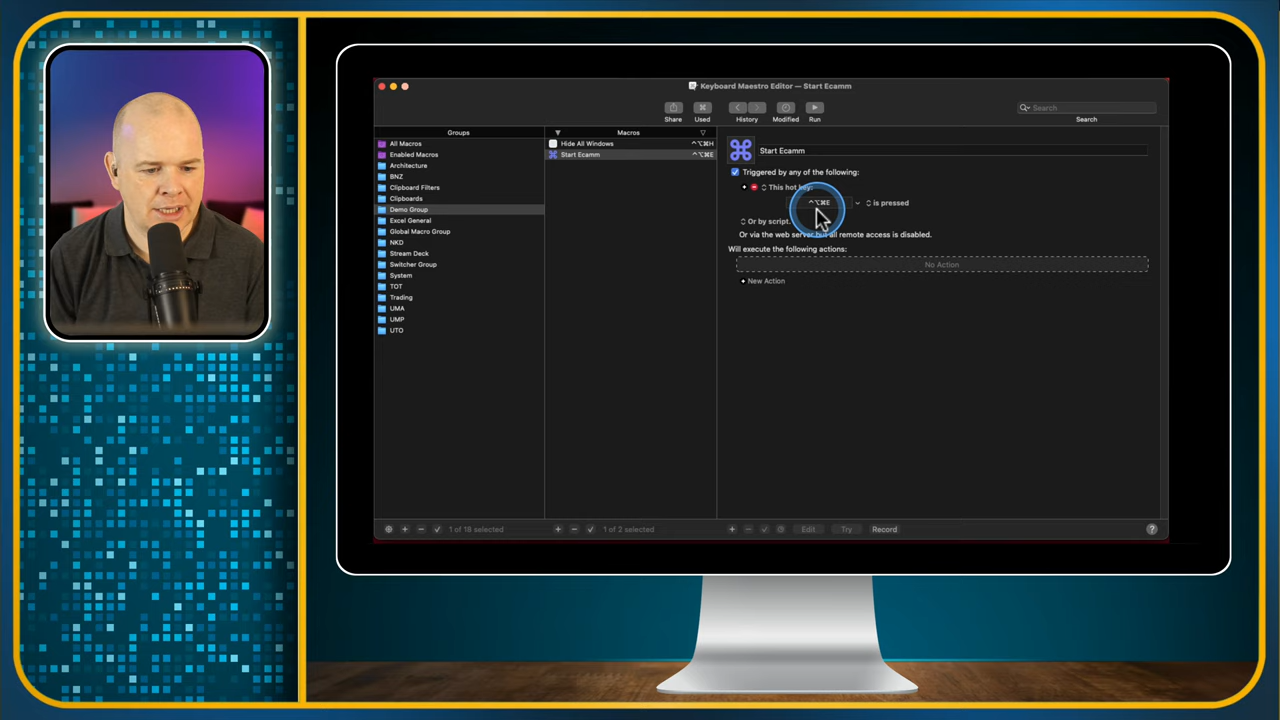 Keyboard Maestro Editor — Start Ecamm
Share
Used
History
Modified
Run
Search
Search
Groups
All Macros
Enabled Macros
Architecture
BNZ
Clipboard Filters
Clipboards
Demo Group
Excel General
Global Macro Group
NKD
Stream Deck
Switcher Group
System
TOT
Trading
UMA
UMP
UTO
1 of 18 selected
Macros
Hide All Windows ^⌥⌘H
Start Ecamm ^⌥⌘E
1 of 2 selected
Start Ecamm
Triggered by any of the following:
This hot key:
^⌥⌘E is pressed
Or by script.
Or via the web server but all remote access is disabled.
Will execute the following actions:
No Action
New Action
Edit
Try
Record
?